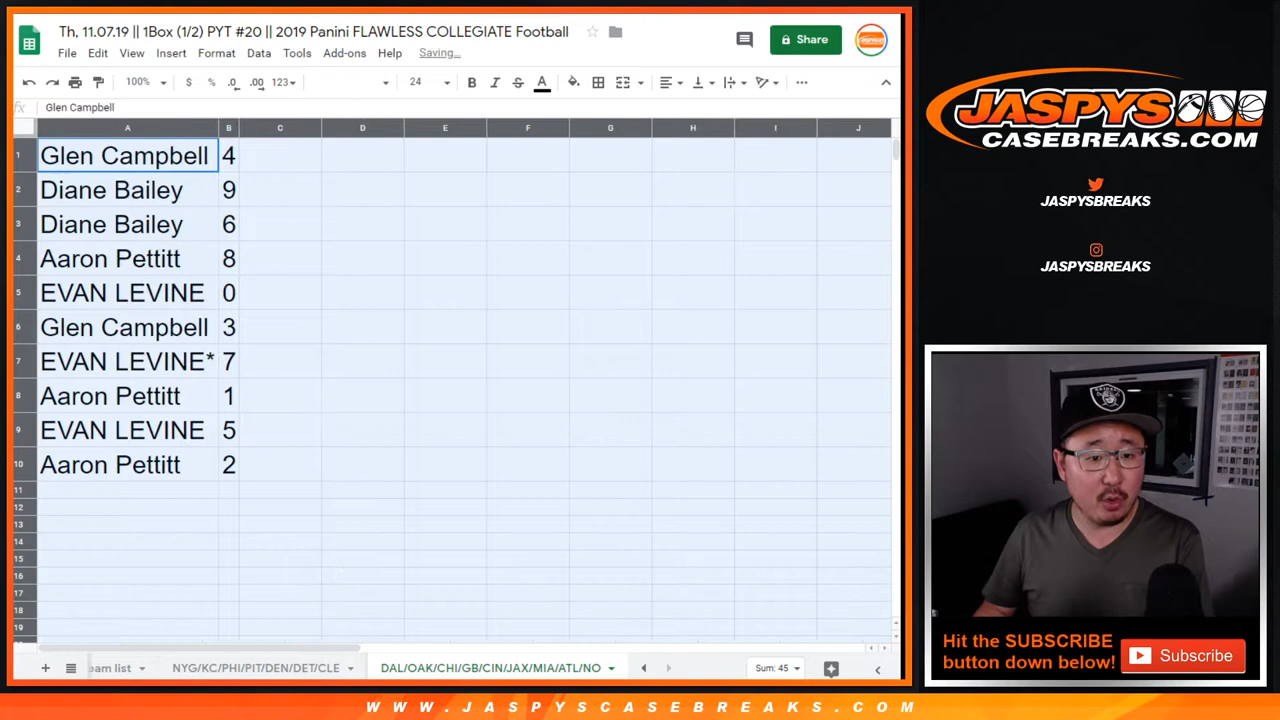 Th, 11.07.19 || 1Box (1/2) PYT #20 || 2019 Panini FLAWLESS COLLEGIATE Football
File Edit View Insert Format Data Tools Add-ons Help Saving...
Share
100% $ % .0 .00 123 24 B I S A
fx Glen Campbell
A B C D E F G H I J
1 Glen Campbell 4
2 Diane Bailey 9
3 Diane Bailey 6
4 Aaron Pettitt 8
5 EVAN LEVINE 0
6 Glen Campbell 3
7 EVAN LEVINE* 7
8 Aaron Pettitt 1
9 EVAN LEVINE 5
10 Aaron Pettitt 2
11
12
13
14
15
16
17
18
19
eam list NYG/KC/PHI/PIT/DEN/DET/CLE DAL/OAK/CHI/GB/CIN/JAX/MIA/ATL/NO Sum: 45
JASPYS
CASEBREAKS.COM
JASPYSBREAKS
JASPYSBREAKS
RAIDERS
Hit the SUBSCRIBE
button down below!
Subscribe
WWW.JASPYSCASEBREAKS.COM